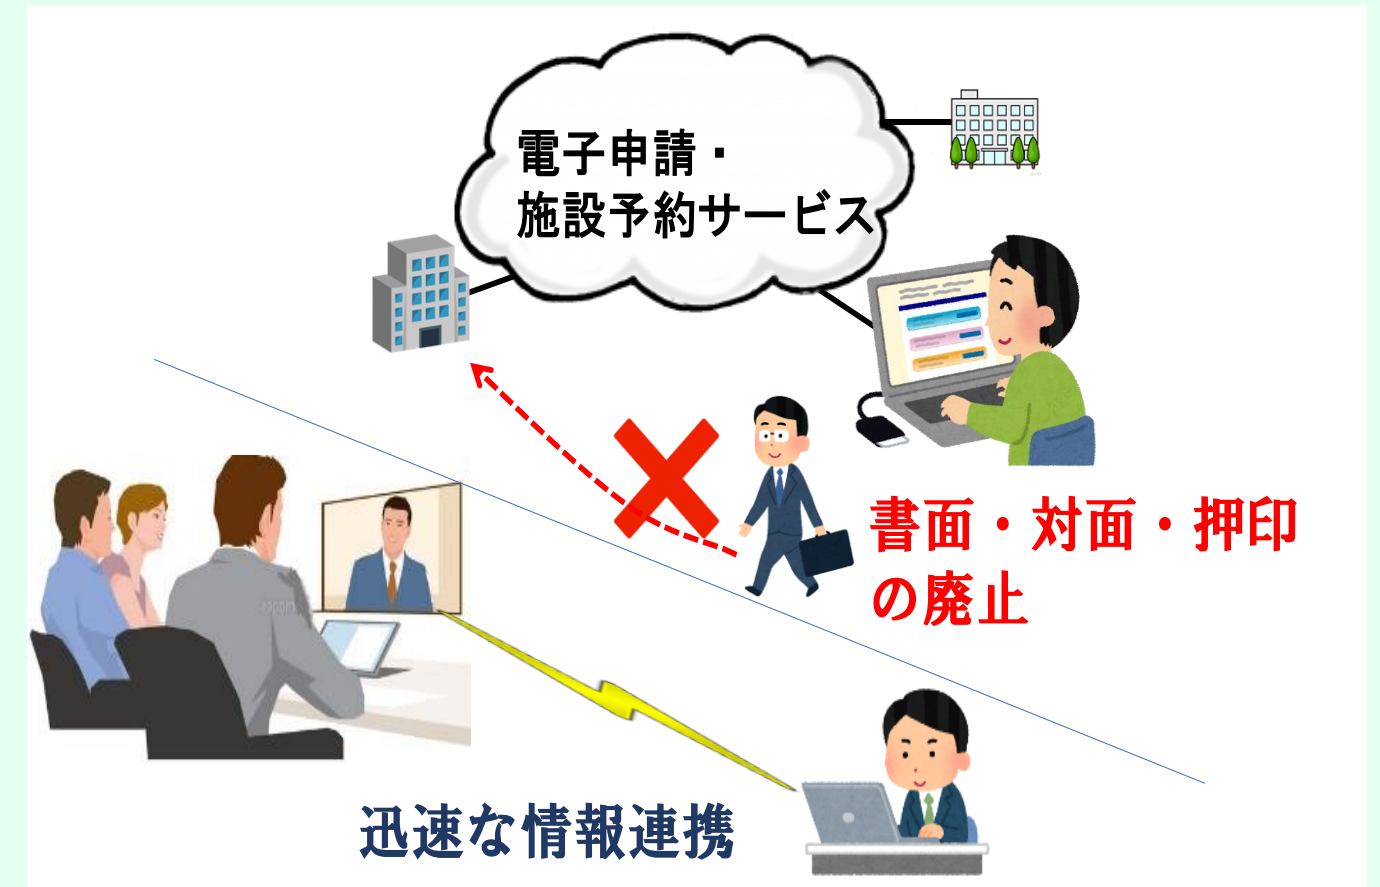 電子申請・
施設予約サービス
書面・対面・押印
の廃止
迅速な情報連携